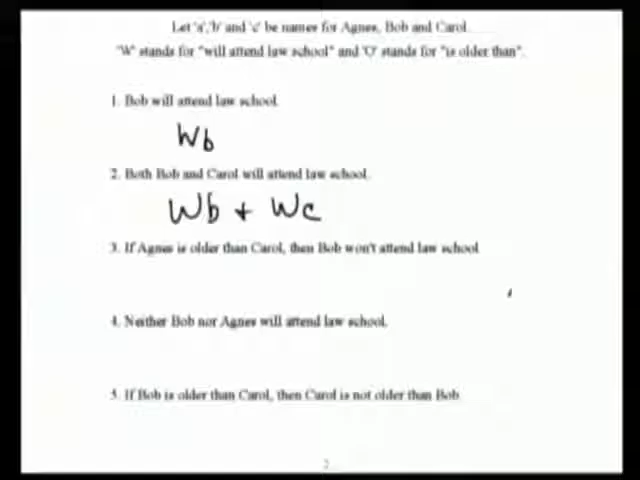 Let 'a','b' and 'c' be names for Agnes, Bob and Carol.
'W' stands for "will attend law school" and 'O' stands for "is older than".
1. Bob will attend law school.
Wb
2. Both Bob and Carol will attend law school.
Wb + Wc
3. If Agnes is older than Carol, then Bob won't attend law school
4. Neither Bob nor Agnes will attend law school.
5. If Bob is older than Carol, then Carol is not older than Bob
2